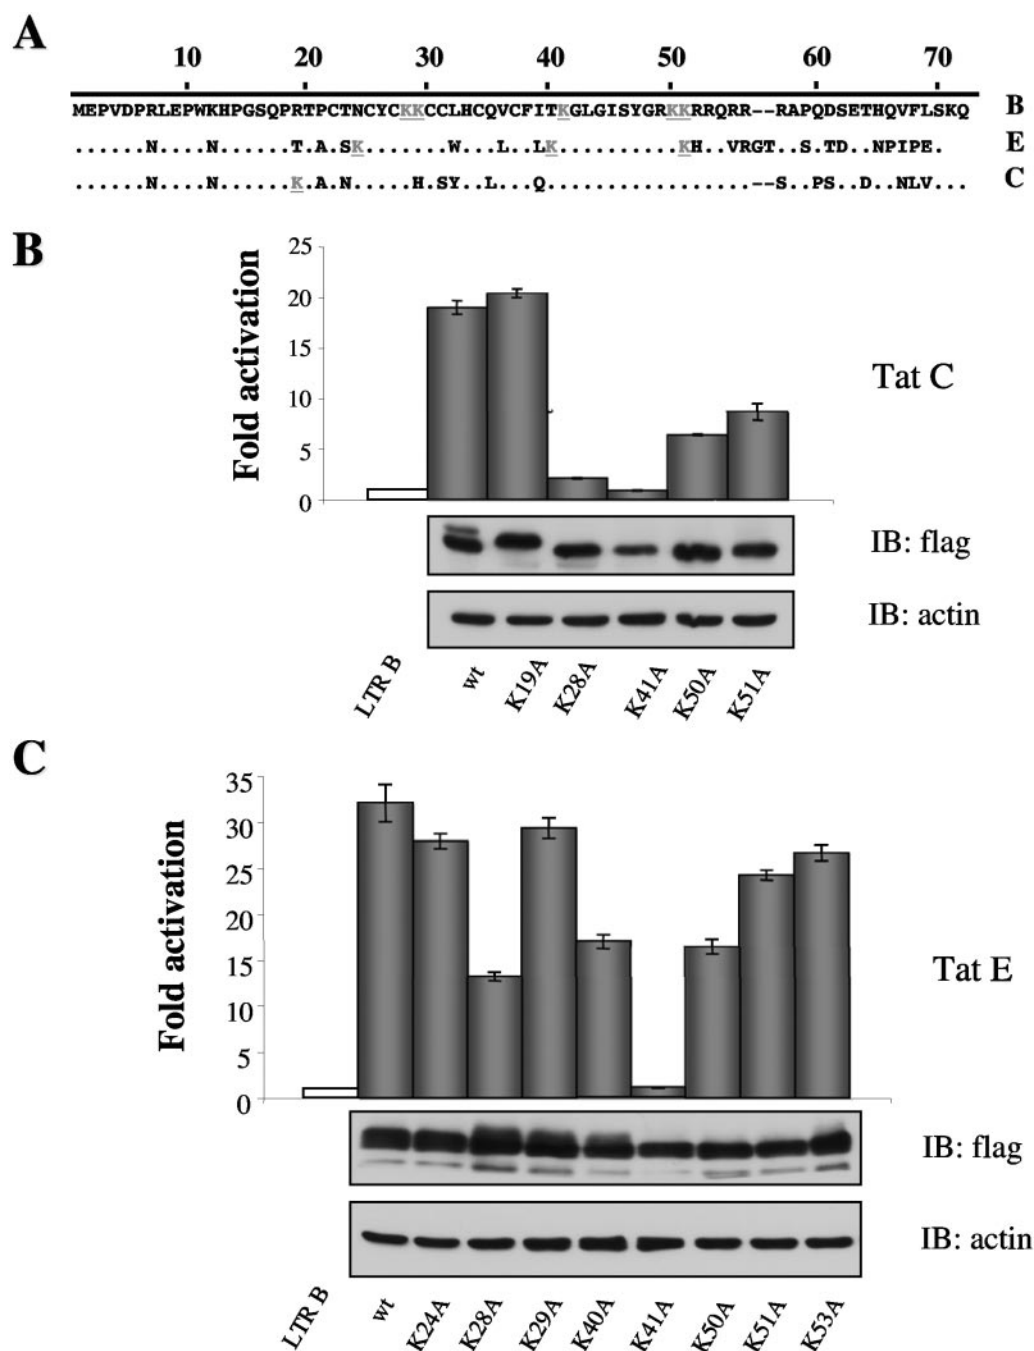 A
10 20 30 40 50 60 70
MEPVDPRLEPWKHPGSQPRTPCTNCYCKKCCLHCQVCFITKGLGISYGRKKRRQRR--RAPQDSETHQVFLSKQ B
......N....N......T.A.SK.......W...L..LK..........KH..VRGT..S.TD..NPIPE. E
......N....N......K.A.N.....H.SY..Q...Q.................--S..PS..D..NLV... C
B
25
20
15
10
5
0
Fold activation
Tat C
IB: flag
IB: actin
LTR B wt K19A K28A K41A K50A K51A
C
35
30
25
20
15
10
5
0
Fold activation
Tat E
IB: flag
IB: actin
LTR B wt K24A K28A K29A K40A K41A K50A K51A K53A